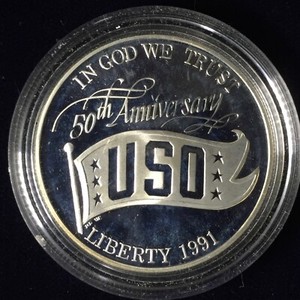 IN GOD WE TRUST
50th Anniversary
USO
LIBERTY 1991